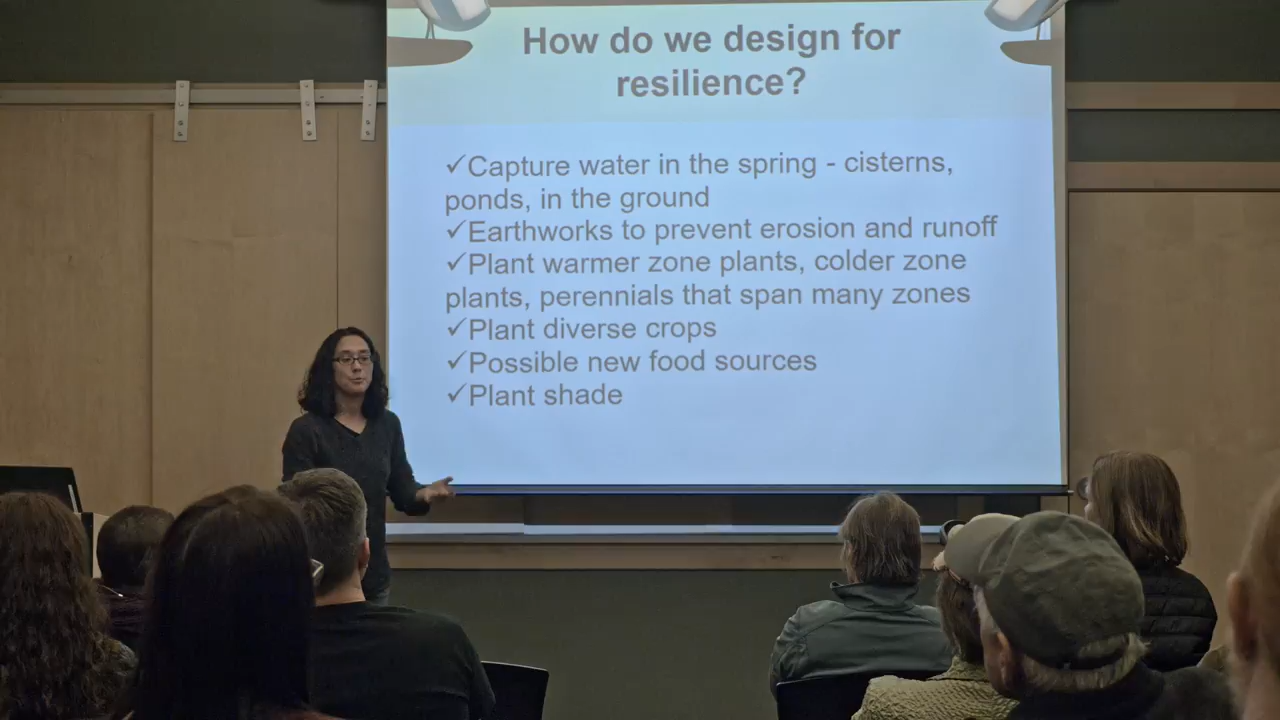 How do we design for
resilience?
✓Capture water in the spring - cisterns,
ponds, in the ground
✓Earthworks to prevent erosion and runoff
✓Plant warmer zone plants, colder zone
plants, perennials that span many zones
✓Plant diverse crops
✓Possible new food sources
✓Plant shade